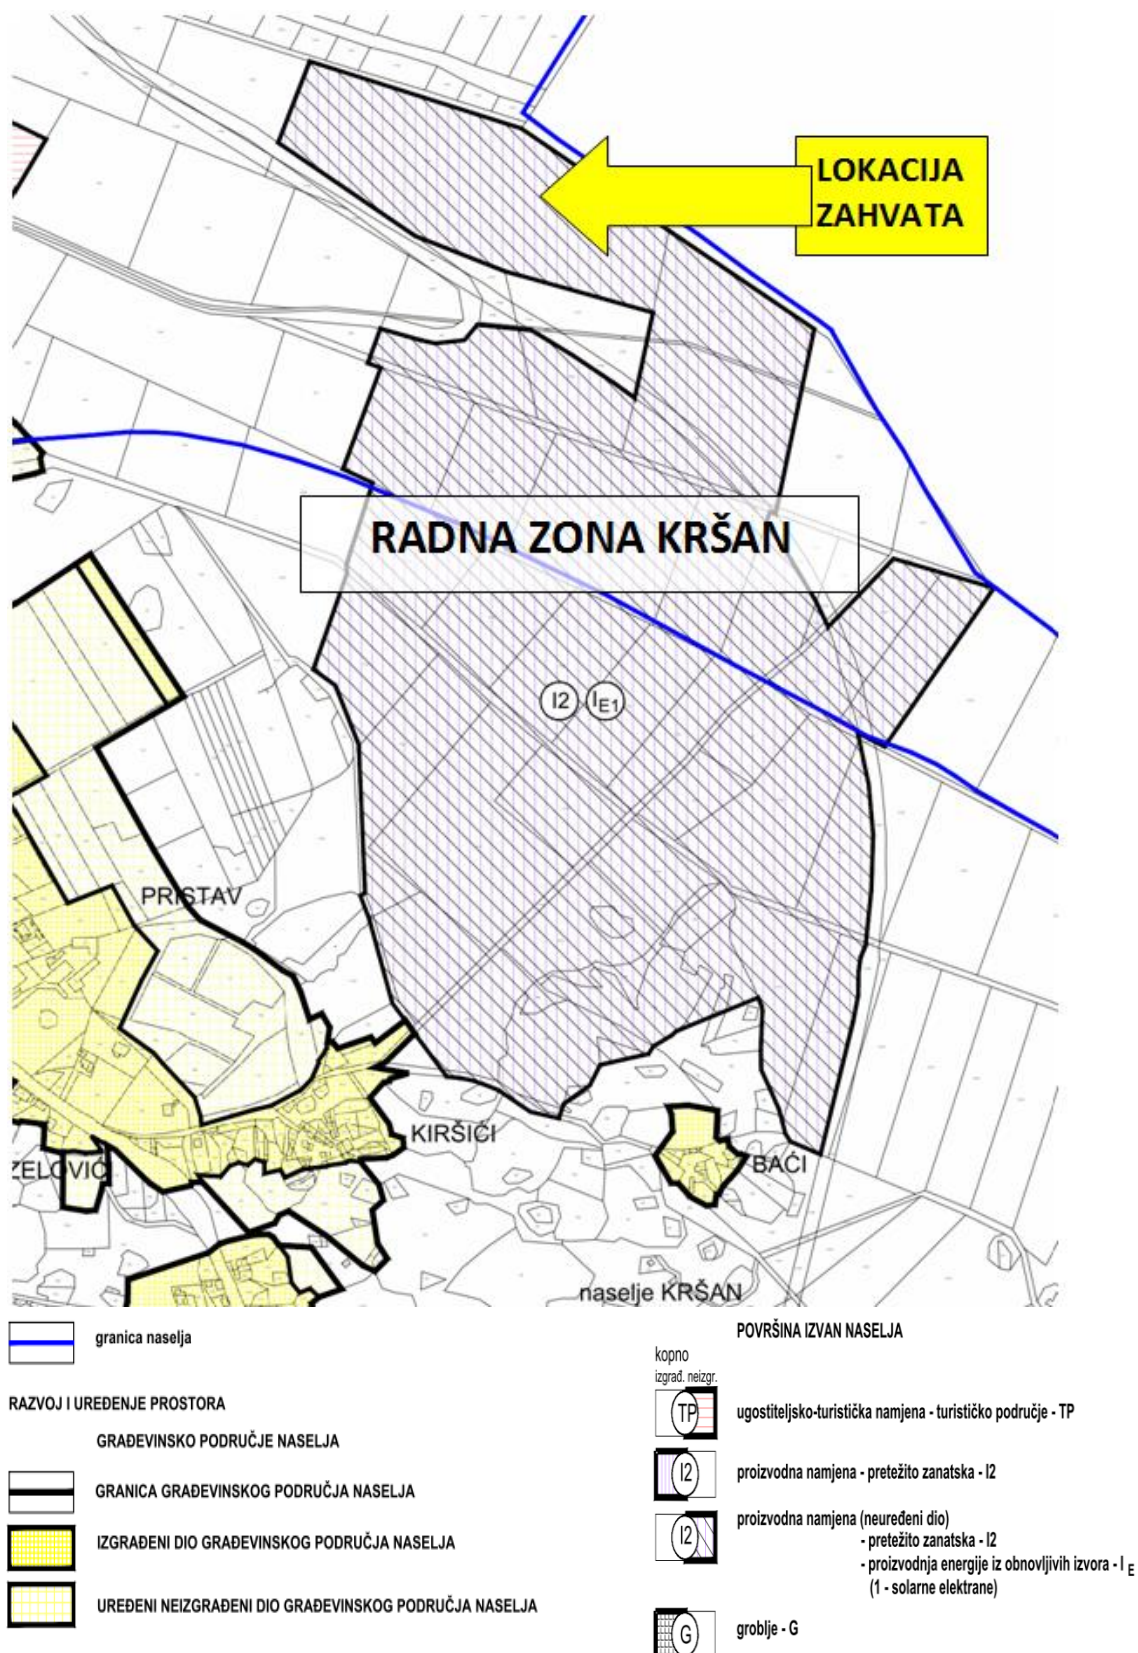 LOKACIJA
ZAHVATA
RADNA ZONA KRŠAN
I2 IE1
PRISTAV
KIRŠIĆI
ZELOVIĆ
BAĆI
naselje KRŠAN
granica naselja
RAZVOJ I UREĐENJE PROSTORA
GRAĐEVINSKO PODRUČJE NASELJA
GRANICA GRAĐEVINSKOG PODRUČJA NASELJA
IZGRAĐENI DIO GRAĐEVINSKOG PODRUČJA NASELJA
UREĐENI NEIZGRAĐENI DIO GRAĐEVINSKOG PODRUČJA NASELJA
POVRŠINA IZVAN NASELJA
kopno
izgrađ. neizgr.
TP
ugostiteljsko-turistička namjena - turističko područje - TP
I2
proizvodna namjena - pretežito zanatska - I2
I2
proizvodna namjena (neuređeni dio)
- pretežito zanatska - I2
- proizvodnja energije iz obnovljivih izvora - I E
(1 - solarne elektrane)
G
groblje - G